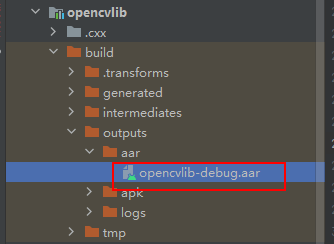 opencvlib
.cxx
build
.transforms
generated
intermediates
outputs
aar
opencvlib-debug.aar
apk
logs
tmp